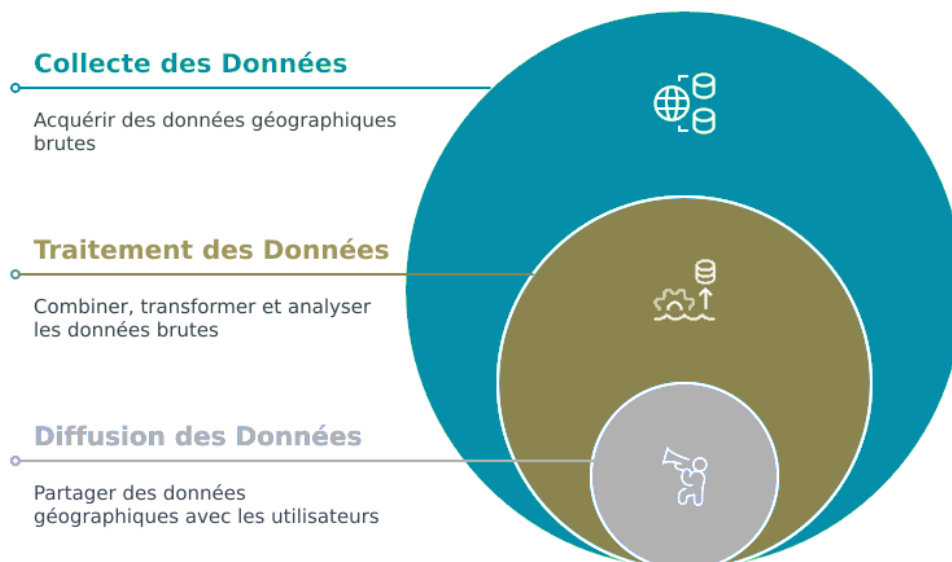 Collecte des Données
Acquérir des données géographiques
brutes
Traitement des Données
Combiner, transformer et analyser
les données brutes
Diffusion des Données
Partager des données
géographiques avec les utilisateurs